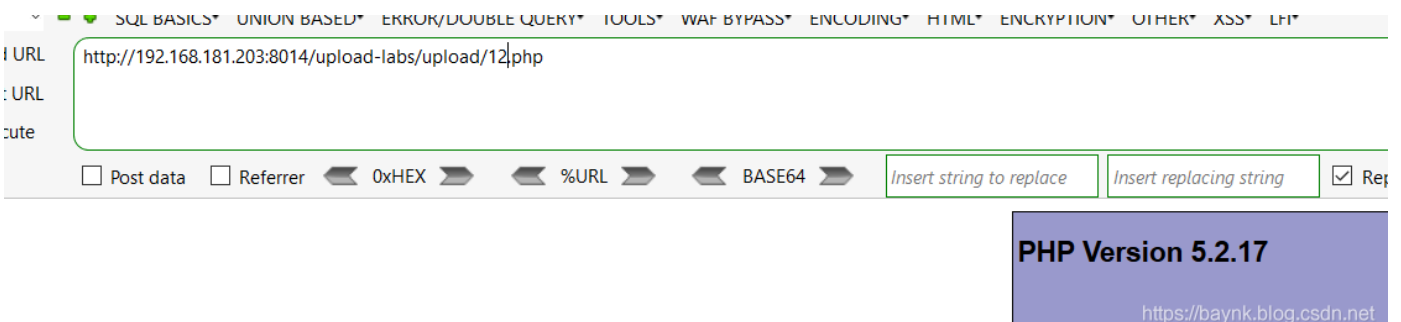 SQL BASICS▾ UNION BASED▾ ERROR/DOUBLE QUERY▾ TOOLS▾ WAF BYPASS▾ ENCODING▾ HTML▾ ENCRYPTION▾ OTHER▾ XSS▾ LFI▾
URL http://192.168.181.203:8014/upload-labs/upload/12.php
URL
cute
Post data Referrer 0xHEX %URL BASE64 Insert string to replace Insert replacing string Rep
PHP Version 5.2.17
https://baynk.blog.csdn.net